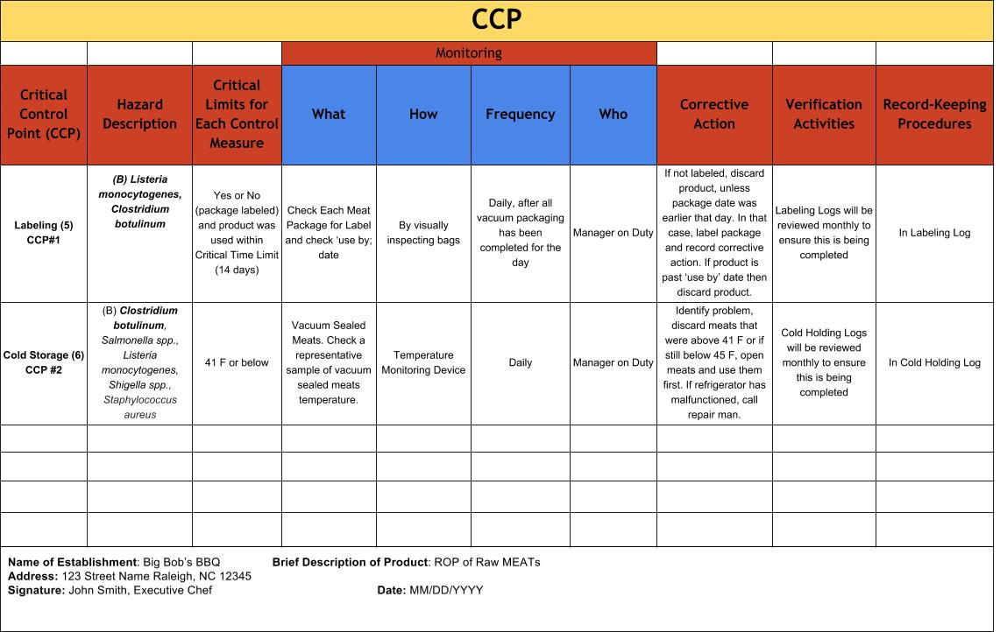 CCP
Monitoring
Critical
Control
Point (CCP)
Hazard
Description
Critical
Limits for
Each Control
Measure
What
How
Frequency
Who
Corrective
Action
Verification
Activities
Record-Keeping
Procedures
Labeling (5)
CCP#1
(B) Listeria
monocytogenes,
Clostridium
botulinum
Yes or No
(package labeled)
and product was
used within
Critical Time Limit
(14 days)
Check Each Meat
Package for Label
and check ‘use by;
date
By visually
inspecting bags
Daily, after all
vacuum packaging
has been
completed for the
day
Manager on Duty
If not labeled, discard
product, unless
package date was
earlier that day. In that
case, label package
and record corrective
action. If product is
past ‘use by’ date then
discard product.
Labeling Logs will be
reviewed monthly to
ensure this is being
completed
In Labeling Log
Cold Storage (6)
CCP #2
(B) Clostridium
botulinum,
Salmonella spp.,
Listeria
monocytogenes,
Shigella spp.,
Staphylococcus
aureus
41 F or below
Vacuum Sealed
Meats. Check a
representative
sample of vacuum
sealed meats
temperature.
Temperature
Monitoring Device
Daily
Manager on Duty
Identify problem,
discard meats that
were above 41 F or if
still below 45 F, open
meats and use them
first. If refrigerator has
malfunctioned, call
repair man.
Cold Holding Logs
will be reviewed
monthly to ensure
this is being
completed
In Cold Holding Log
Name of Establishment: Big Bob’s BBQ Brief Description of Product: ROP of Raw MEATs
Address: 123 Street Name Raleigh, NC 12345
Signature: John Smith, Executive Chef Date: MM/DD/YYYY